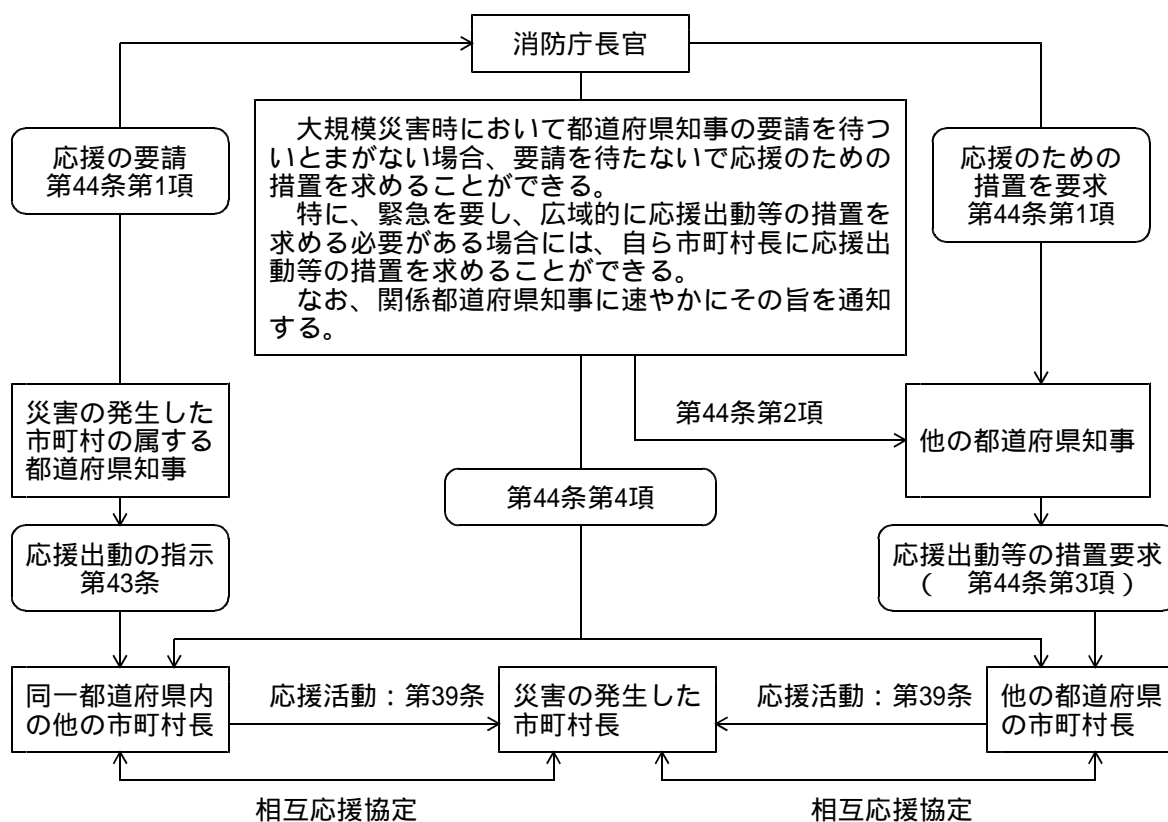 消防庁長官
応援の要請
第44条第1項
大規模災害時において都道府県知事の要請を待つ
いとまがない場合、要請を待たないで応援のための
措置を求めることができる。
特に、緊急を要し、広域的に応援出動等の措置を
求める必要がある場合には、自ら市町村長に応援出
動等の措置を求めることができる。
なお、関係都道府県知事に速やかにその旨を通知
する。
応援のための
措置を要求
第44条第1項
災害の発生した
市町村の属する
都道府県知事
第44条第2項
他の都道府県知事
第44条第4項
応援出動の指示
第43条
応援出動等の措置要求
( 第44条第3項 )
同一都道府県内
の他の市町村長
応援活動:第39条
災害の発生した
市町村長
応援活動:第39条
他の都道府県
の市町村長
相互応援協定
相互応援協定